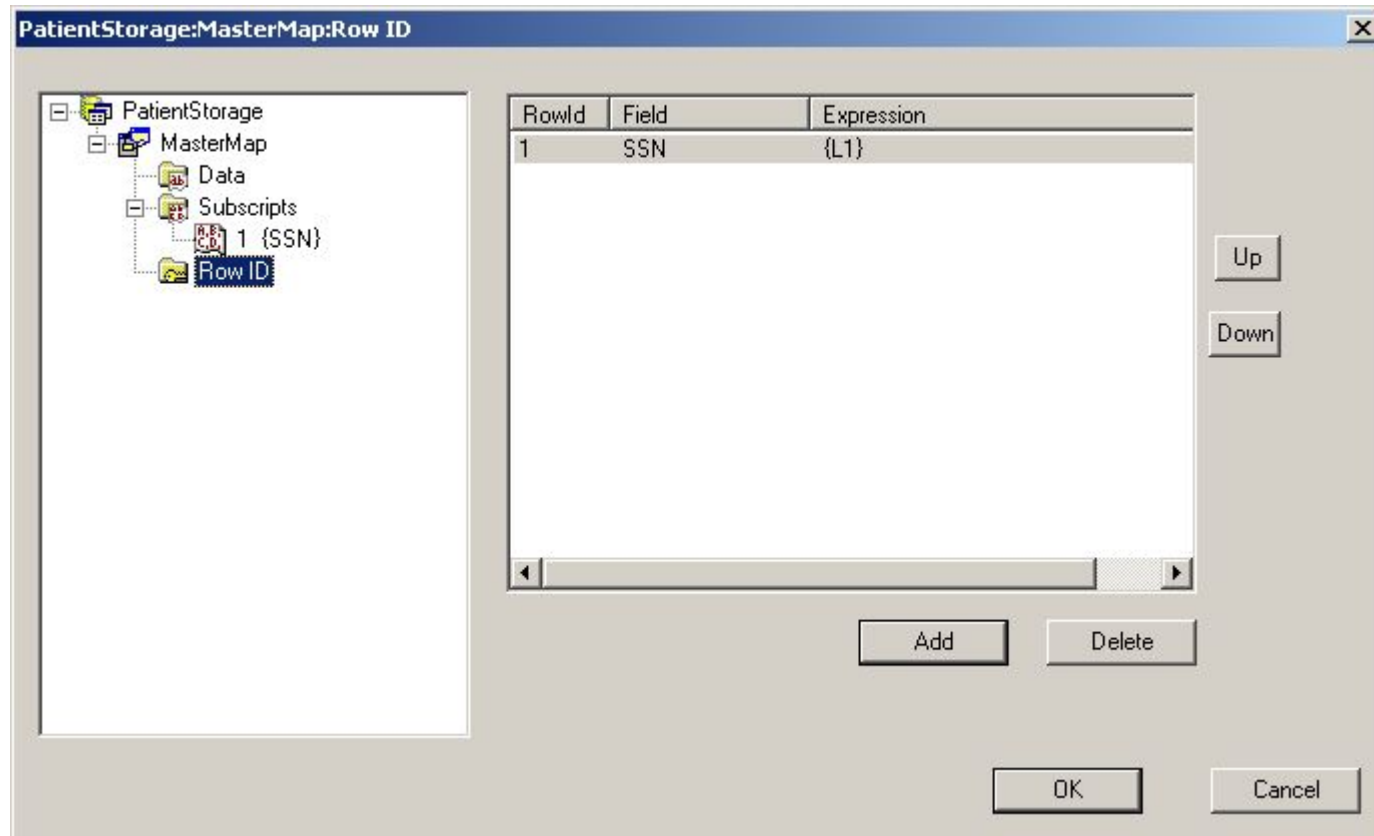 PatientStorage:MasterMap:Row ID
PatientStorage
MasterMap
Data
Subscripts
1 {SSN}
Row ID
RowId Field Expression
1 SSN {L1}
Up
Down
Add Delete
OK Cancel